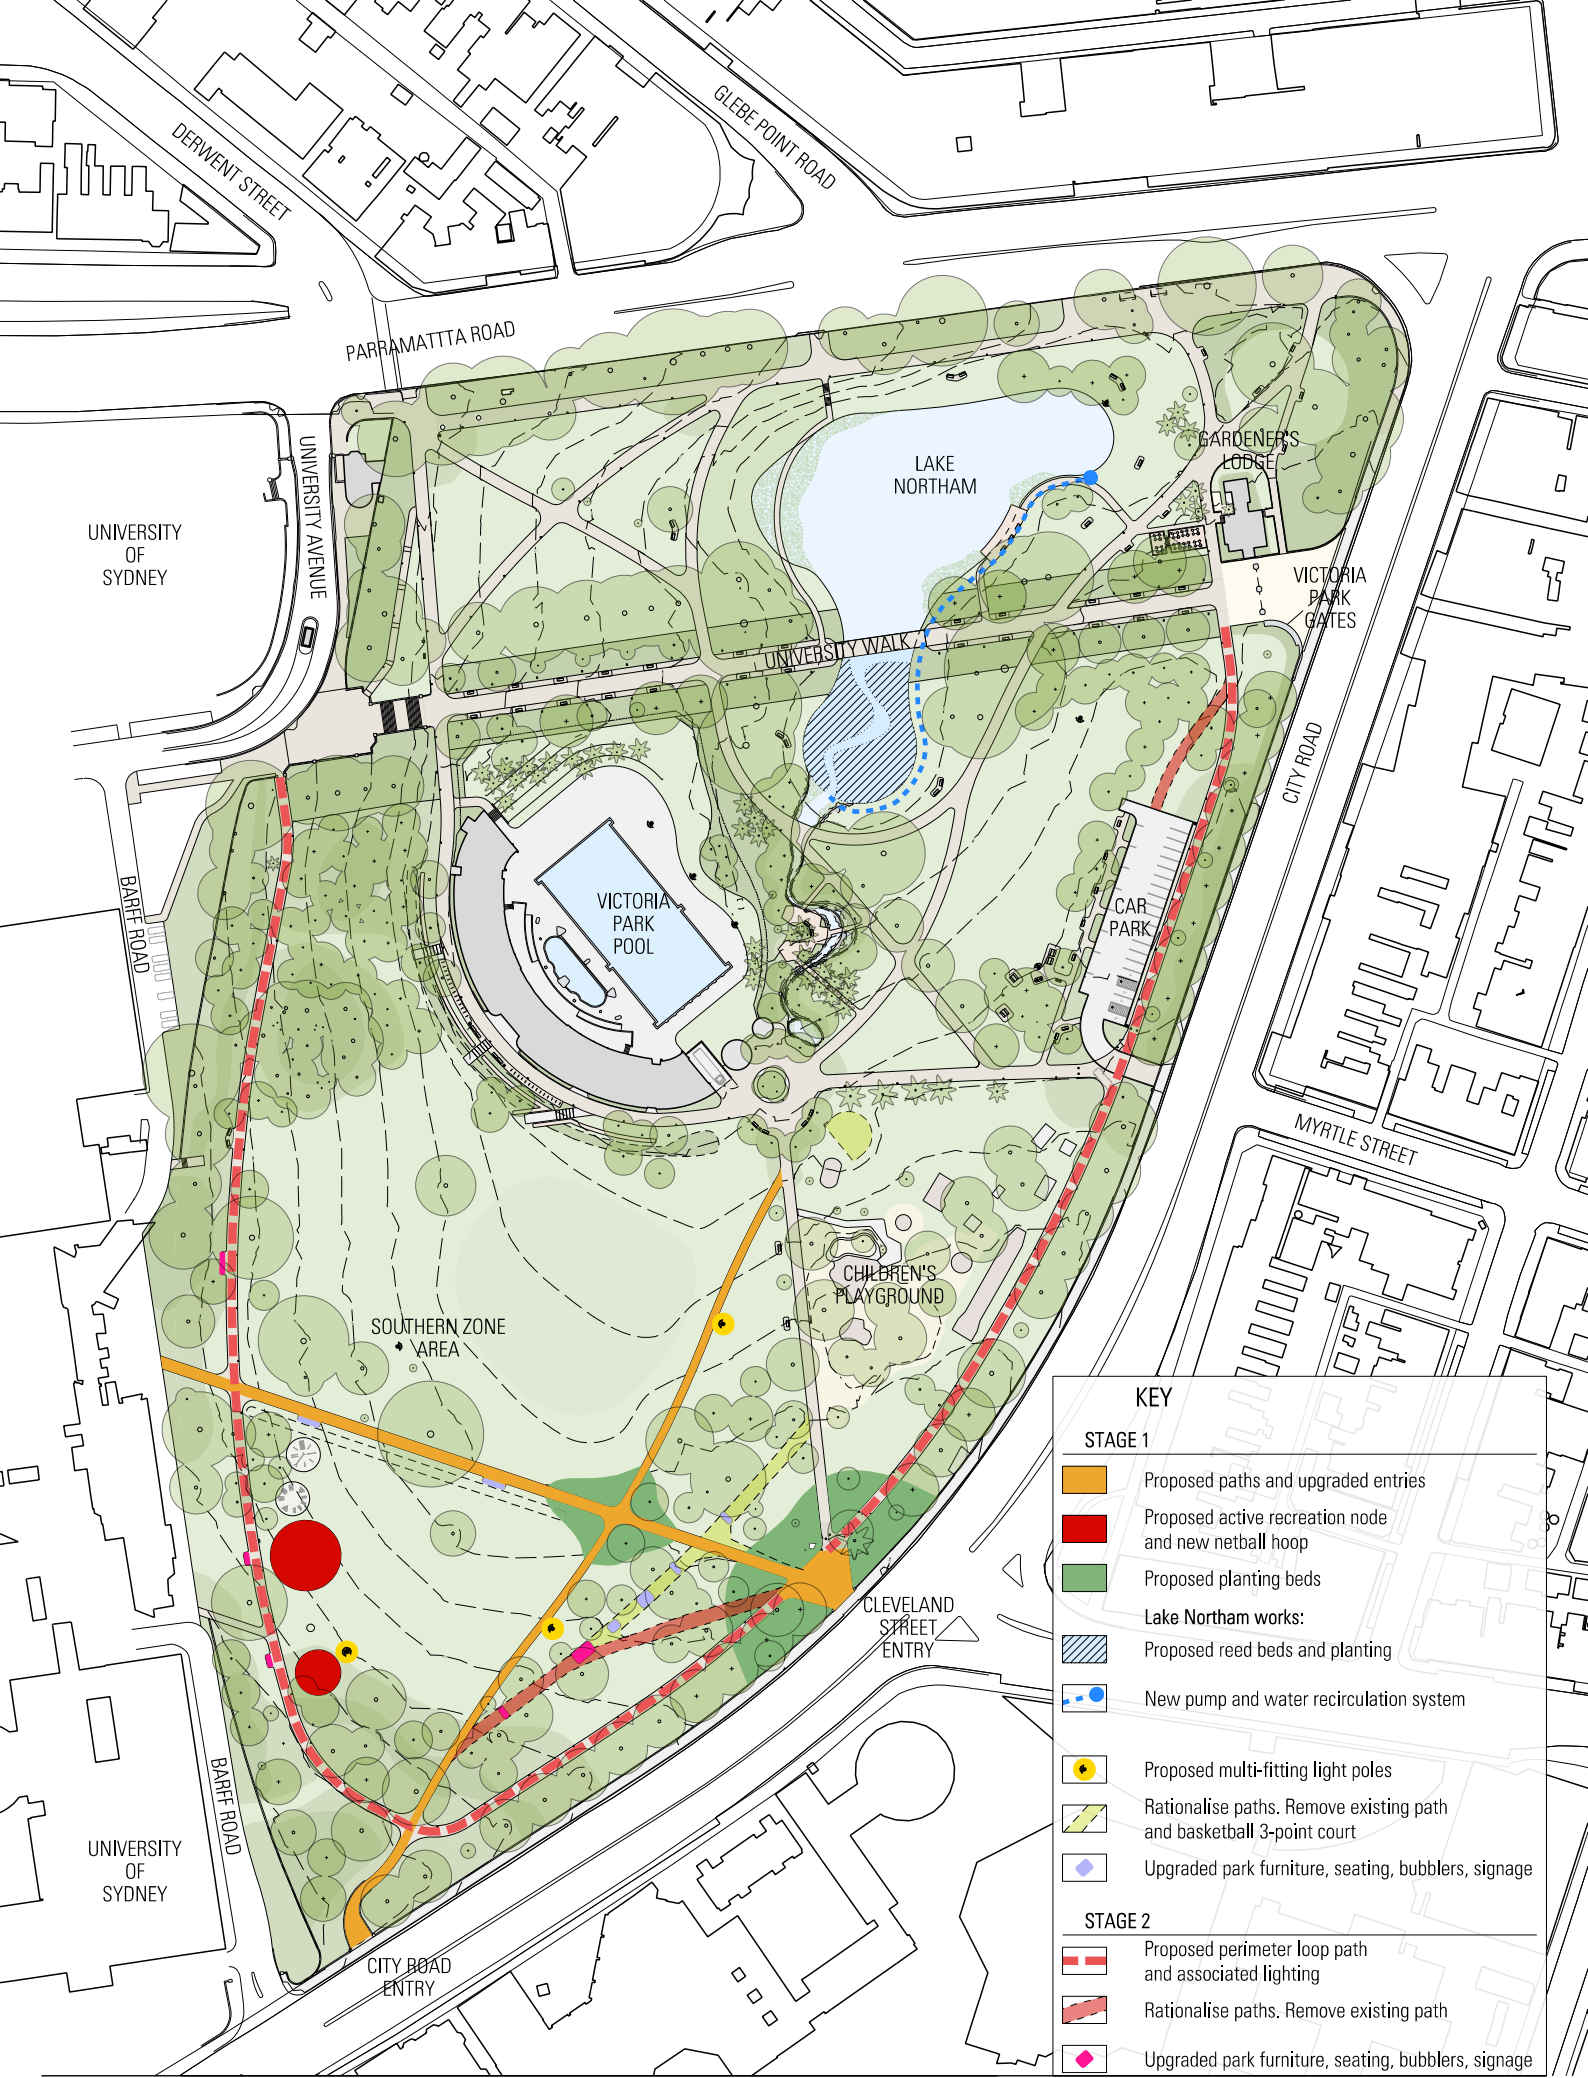 GLEBE POINT ROAD
DERWENT STREET
PARRAMATTTA ROAD
UNIVERSITY AVENUE
UNIVERSITY
OF
SYDNEY
LAKE
NORTHAM
GARDENER'S
LODGE
VICTORIA
PARK
GATES
UNIVERSITY WALK
CITY ROAD
BARFF ROAD
VICTORIA
PARK
POOL
CAR
PARK
MYRTLE STREET
CHILDREN'S
PLAYGROUND
SOUTHERN ZONE
AREA
CLEVELAND
STREET
ENTRY
BARFF ROAD
UNIVERSITY
OF
SYDNEY
CITY ROAD
ENTRY
KEY
STAGE 1
Proposed paths and upgraded entries
Proposed active recreation node
and new netball hoop
Proposed planting beds
Lake Northam works:
Proposed reed beds and planting
New pump and water recirculation system
Proposed multi-fitting light poles
Rationalise paths. Remove existing path
and basketball 3-point court
Upgraded park furniture, seating, bubblers, signage
STAGE 2
Proposed perimeter loop path
and associated lighting
Rationalise paths. Remove existing path
Upgraded park furniture, seating, bubblers, signage